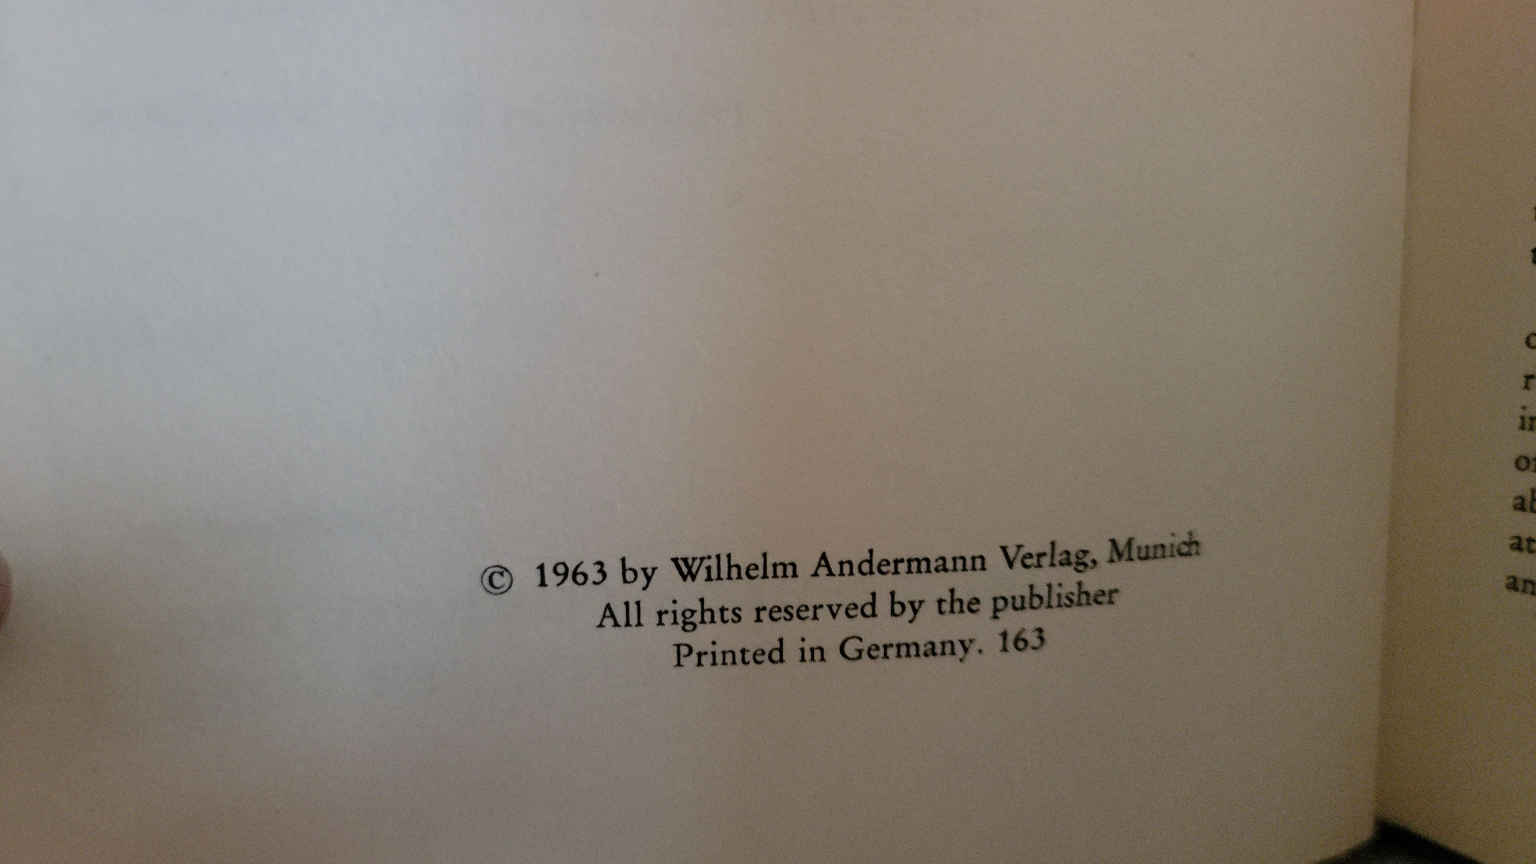 © 1963 by Wilhelm Andermann Verlag, Munich
All rights reserved by the publisher
Printed in Germany. 163